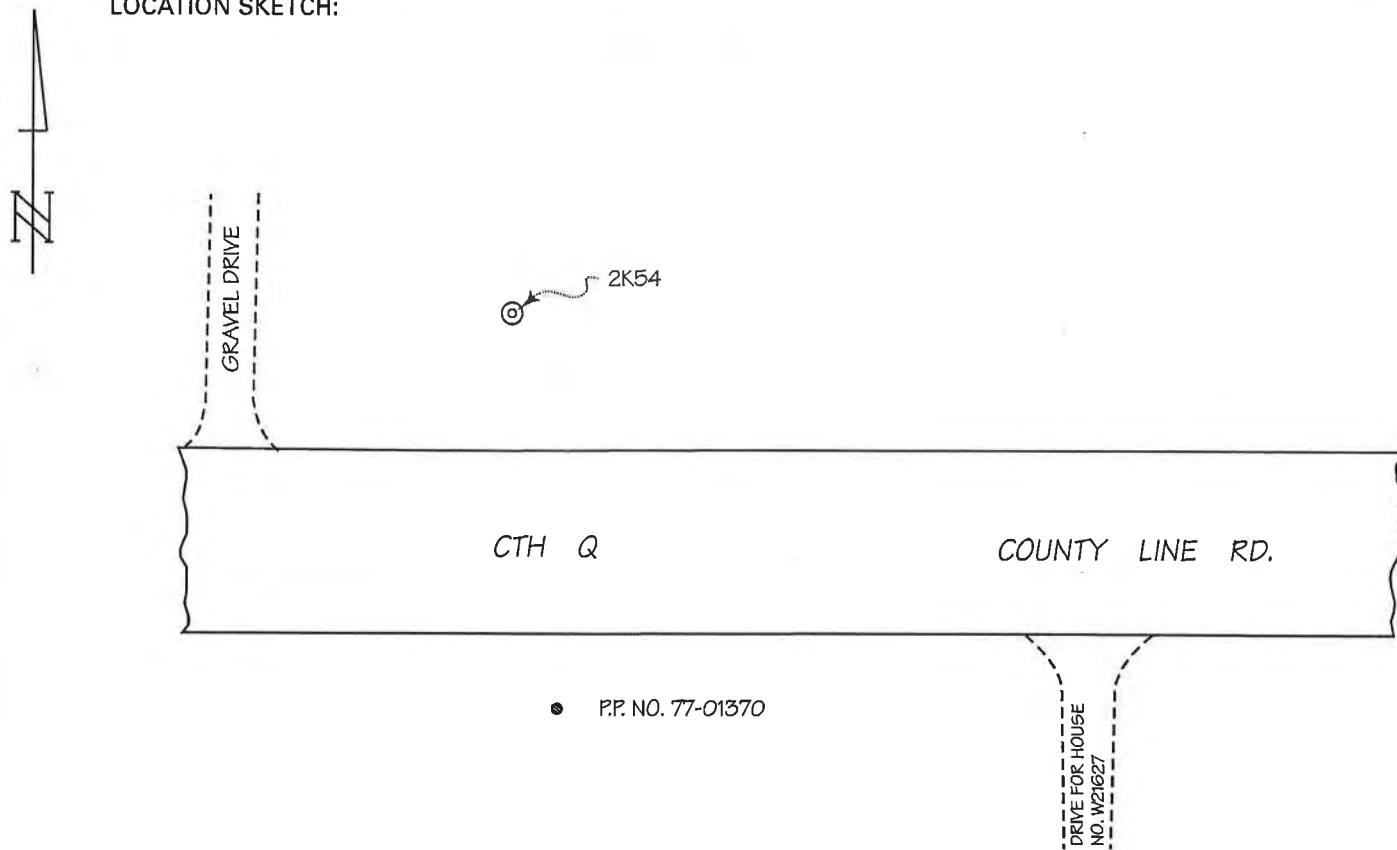 LOCATION SKETCH:
N
GRAVEL DRIVE
2K54
CTH Q
COUNTY LINE RD.
P.P. NO. 77-01370
DRIVE FOR HOUSE
NO. W21627